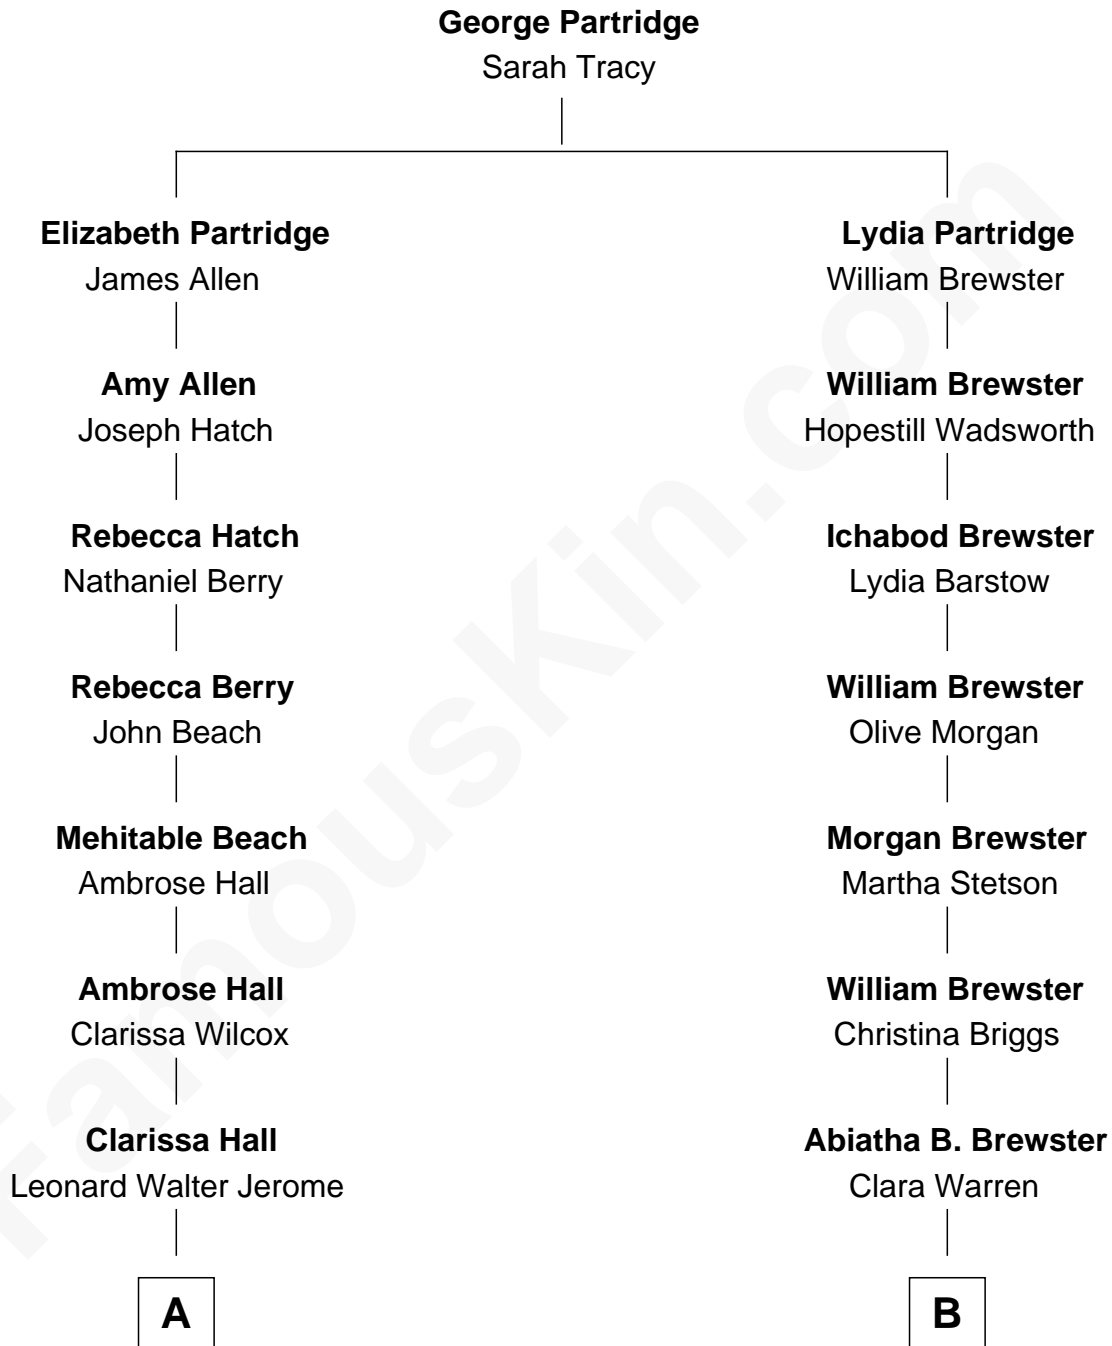 George Partridge
Sarah Tracy
Elizabeth Partridge
James Allen
Lydia Partridge
William Brewster
Amy Allen
Joseph Hatch
William Brewster
Hopestill Wadsworth
Rebecca Hatch
Nathaniel Berry
Ichabod Brewster
Lydia Barstow
Rebecca Berry
John Beach
William Brewster
Olive Morgan
Mehitable Beach
Ambrose Hall
Morgan Brewster
Martha Stetson
Ambrose Hall
Clarissa Wilcox
William Brewster
Christina Briggs
Clarissa Hall
Leonard Walter Jerome
Abiatha B. Brewster
Clara Warren
A
B
FamousKin.com